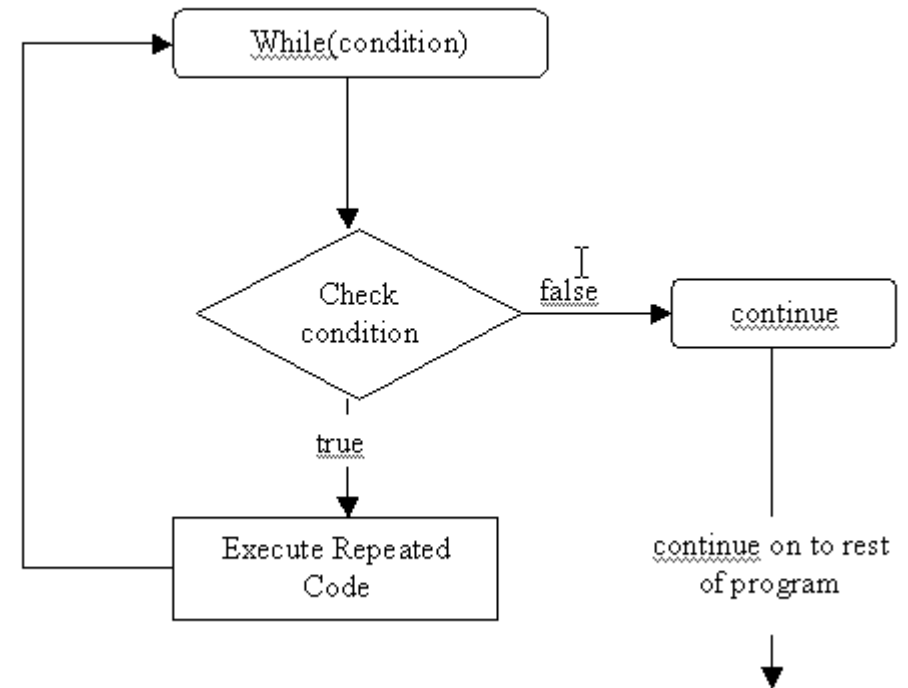 While(condition)
Check
condition
false
continue
true
Execute Repeated
Code
continue on to rest
of program